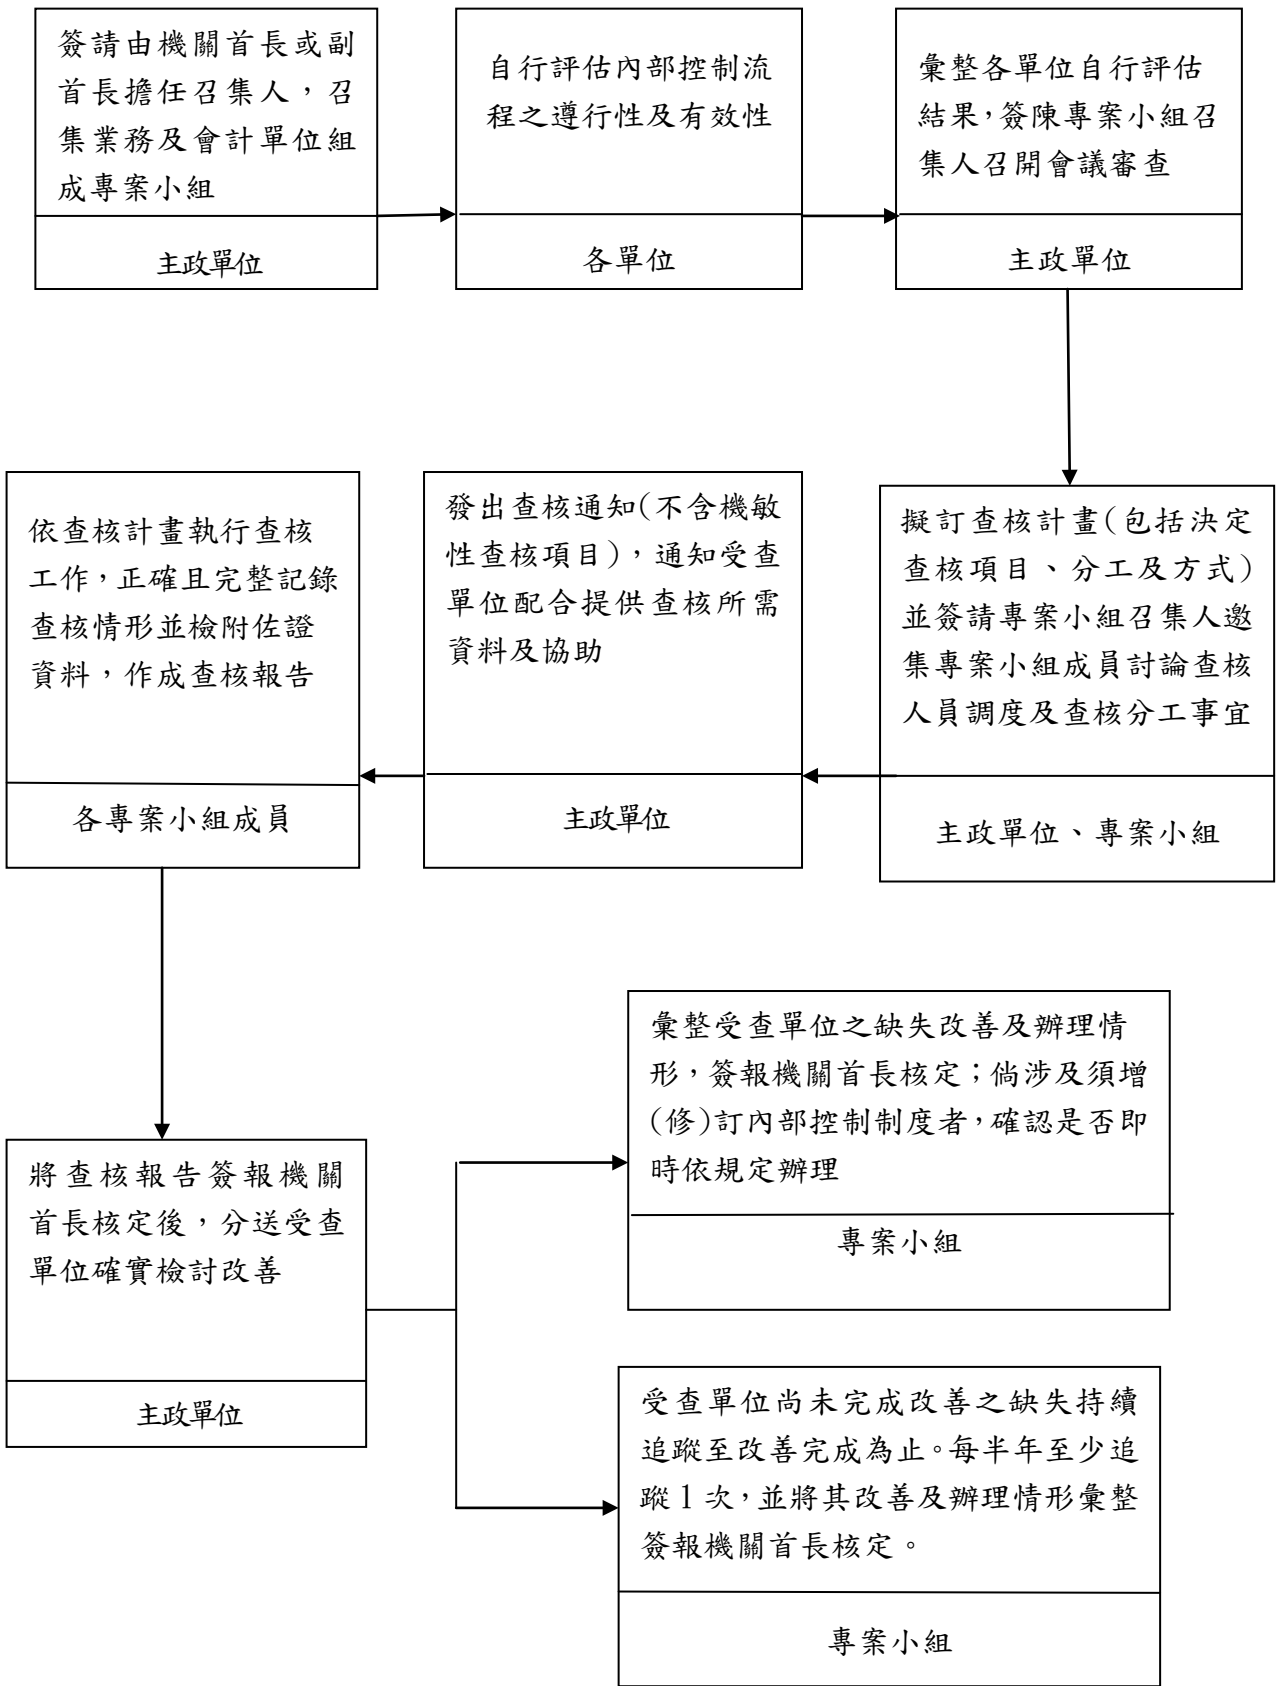 簽請由機關首長或副
首長擔任召集人，召
集業務及會計單位組
成專案小組
主政單位
自行評估內部控制流
程之遵行性及有效性
各單位
彙整各單位自行評估
結果，簽陳專案小組召
集人召開會議審查
主政單位
擬訂查核計畫(包括決定
查核項目、分工及方式)
並簽請專案小組召集人邀
集專案小組成員討論查核
人員調度及查核分工事宜
主政單位、專案小組
發出查核通知(不含機敏
性查核項目)，通知受查
單位配合提供查核所需
資料及協助
主政單位
依查核計畫執行查核
工作，正確且完整記錄
查核情形並檢附佐證
資料，作成查核報告
各專案小組成員
將查核報告簽報機關
首長核定後，分送受查
單位確實檢討改善
主政單位
彙整受查單位之缺失改善及辦理情
形，簽報機關首長核定；倘涉及須增
(修)訂內部控制制度者，確認是否即
時依規定辦理
專案小組
受查單位尚未完成改善之缺失持續
追蹤至改善完成為止。每半年至少追
蹤1次，並將其改善及辦理情形彙整
簽報機關首長核定。
專案小組